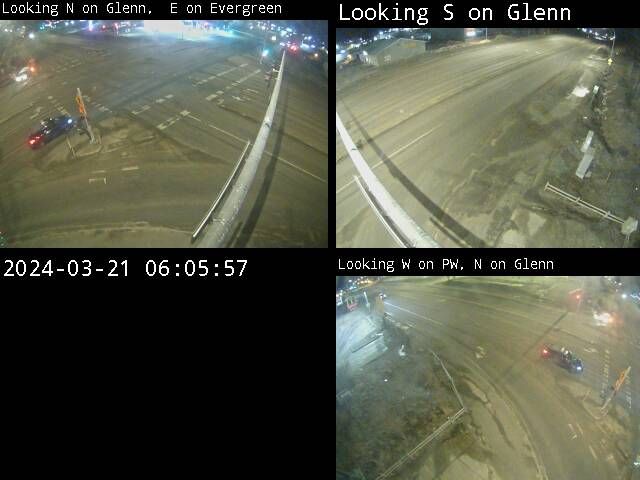 Looking N on Glenn,  E on Evergreen
Looking S on Glenn
2024-03-21 06:05:57
Looking W on PW, N on Glenn